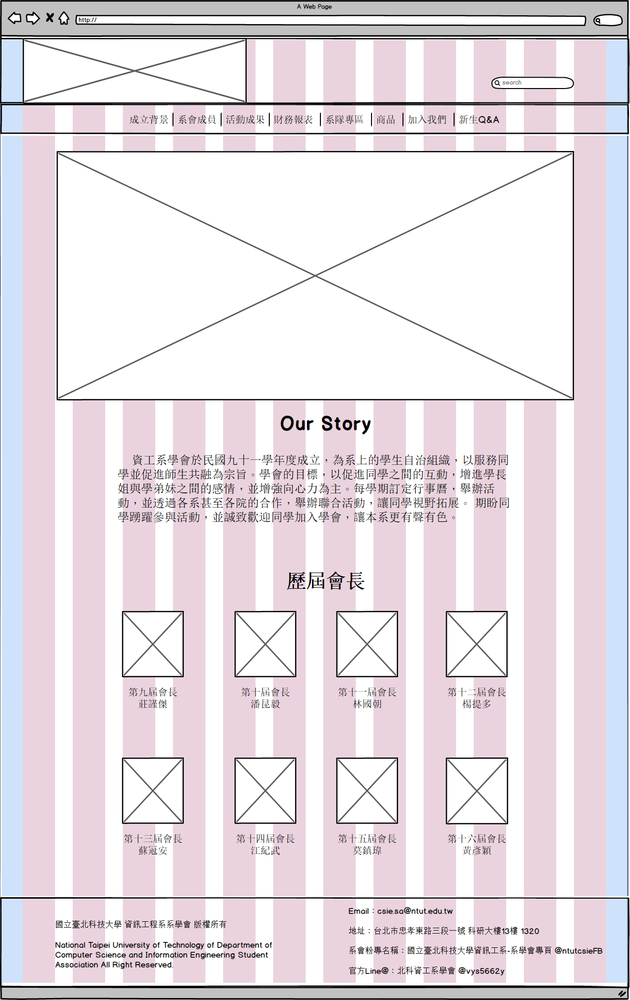 A Web Page
http://
search
成立背景 系會成員 活動成果 財務報表 系隊專區 商品 加入我們 新生Q&A
Our Story
資工系學會於民國九十一學年度成立，為系上的學生自治組織，以服務同
學並促進師生共融為宗旨。學會的目標，以促進同學之間的互動，增進學長
姐與學弟妹之間的感情，並增強向心力為主。每學期訂定行事曆，舉辦活
動，並透過各系甚至各院的合作，舉辦聯合活動，讓同學視野拓展。 期盼同
學踴躍參與活動，並誠致歡迎同學加入學會，讓本系更有聲有色。
歷屆會長
第九屆會長
莊謹傑
第十屆會長
潘昆毅
第十一屆會長
林國朝
第十二屆會長
楊提多
第十三屆會長
蘇冠安
第十四屆會長
江紀武
第十五屆會長
莫鎮瑋
第十六屆會長
黃彥穎
國立臺北科技大學 資訊工程系系學會 版權所有
National Taipei University of Technology of Department of
Computer Science and Information Engineering Student
Association All Right Reserved.
Email：csie.sa@ntut.edu.tw
地址：台北市忠孝東路三段一號 科研大樓13樓 1320
系會粉專名稱：國立臺北科技大學資訊工系-系學會專頁 @ntutcsieFB
官方Line@：北科資工系學會 @vys5662y